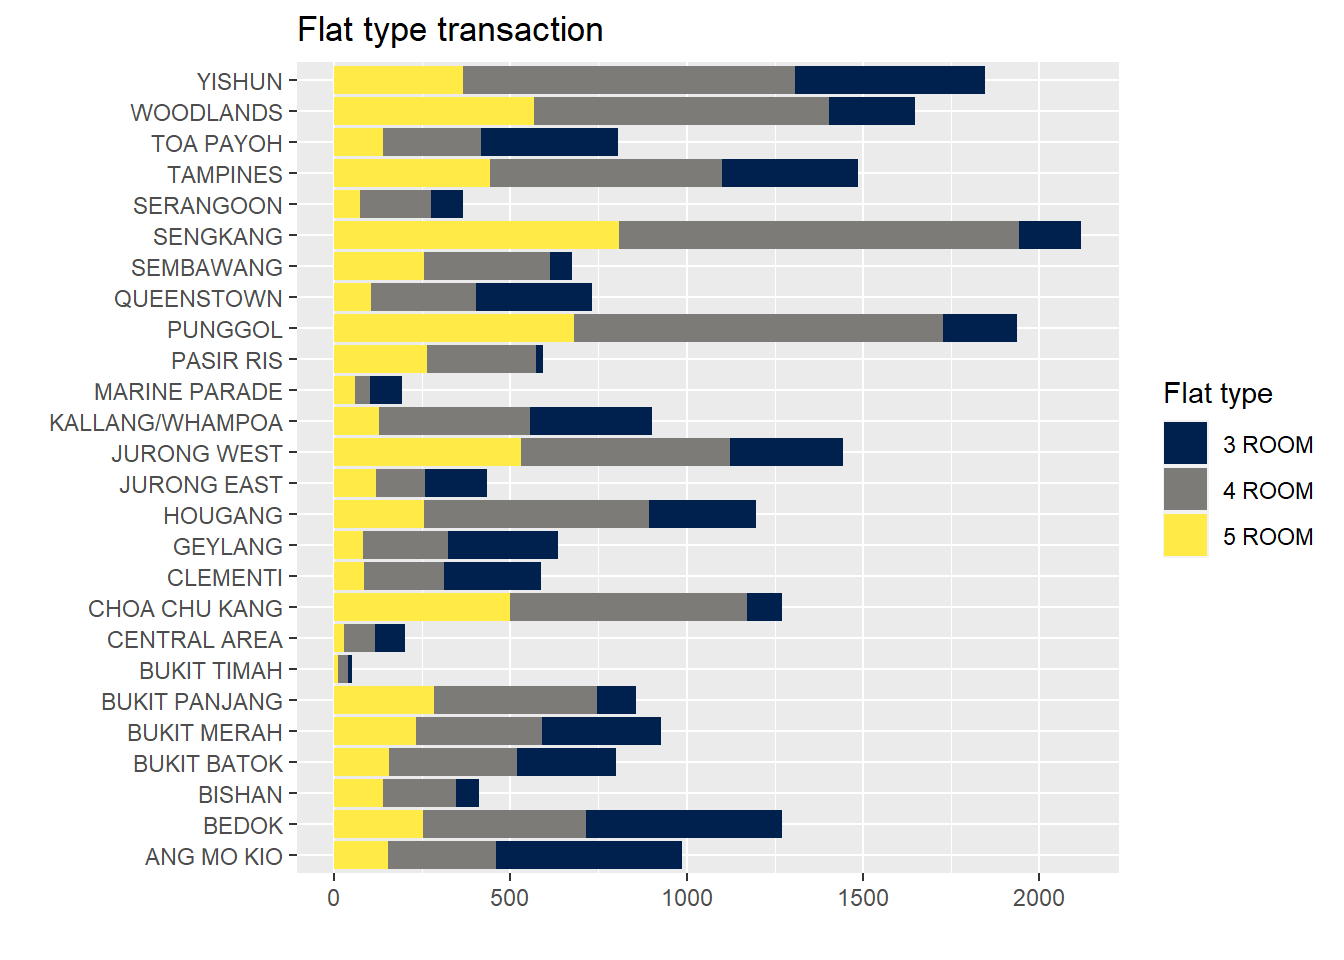 Flat type transaction
YISHUN
WOODLANDS
TOA PAYOH
TAMPINES
SERANGOON
SENGKANG
SEMBAWANG
QUEENSTOWN
PUNGGOL
PASIR RIS
MARINE PARADE
KALLANG/WHAMPOA
JURONG WEST
JURONG EAST
HOUGANG
GEYLANG
CLEMENTI
CHOA CHU KANG
CENTRAL AREA
BUKIT TIMAH
BUKIT PANJANG
BUKIT MERAH
BUKIT BATOK
BISHAN
BEDOK
ANG MO KIO
0 500 1000 1500 2000
Flat type
3 ROOM
4 ROOM
5 ROOM